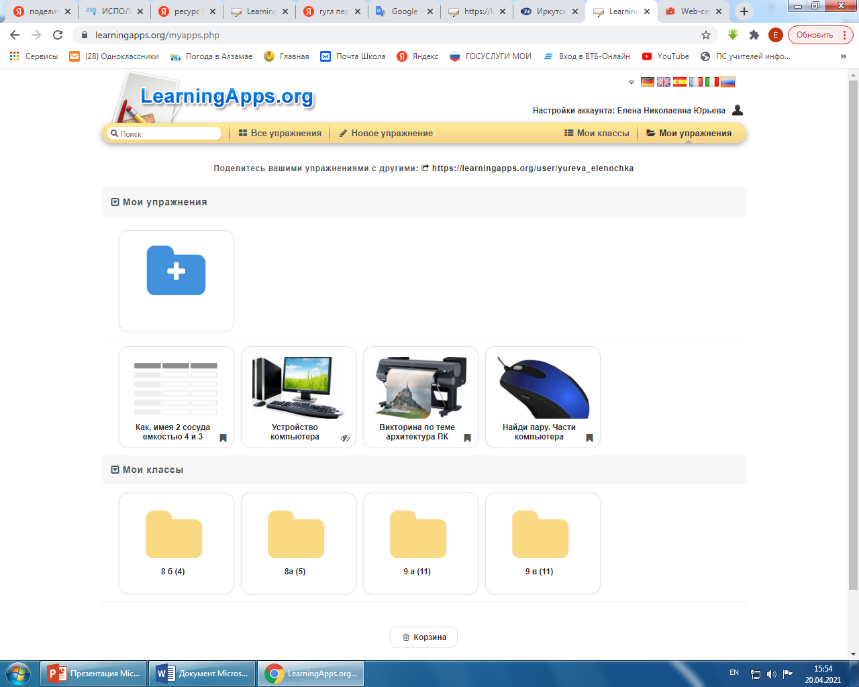 подели
ИСПОЛ
ресурс
Learning
гугл пер
Google
https://l
Иркутс
Learning
Web-се
learningapps.org/myapps.php
Обновить
Сервисы
(28) Одноклассники
Погода в Алзамае
Главная
Почта Школа
Яндекс
ГОСУСЛУГИ МОИ
Вход в ВТБ-Онлайн
YouTube
ПС учителей инфо...
»
LearningApps.org
Настройки аккаунта: Елена Николаевна Юрьева
Поиск
Все упражнения
Новое упражнение
Мои классы
Мои упражнения
Поделитесь вашими упражнениями с другими: https://learningapps.org/user/yureva_elenochka
Мои упражнения
Как, имея 2 сосуда
емкостью 4 и 3
Устройство
компьютера
Викторина по теме
архитектура ПК
Найди пару. Части
компьютера
Мои классы
8 б (4)
8а (5)
9 а (11)
9 в (11)
Корзина
Презентация Mic...
Документ Micros...
LearningApps.org...
EN
15:54
20.04.2021